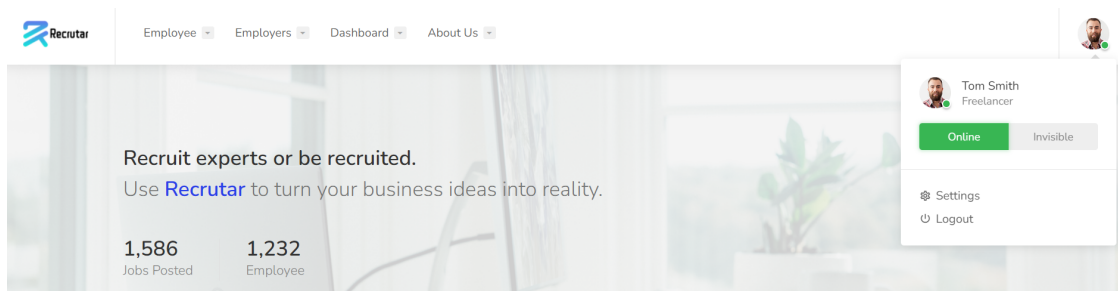 Recrutar
Employee
Employers
Dashboard
About Us
Tom Smith
Freelancer
Online
Invisible
Settings
Logout
Recruit experts or be recruited.
Use Recrutar to turn your business ideas into reality.
1,586
Jobs Posted
1,232
Employee